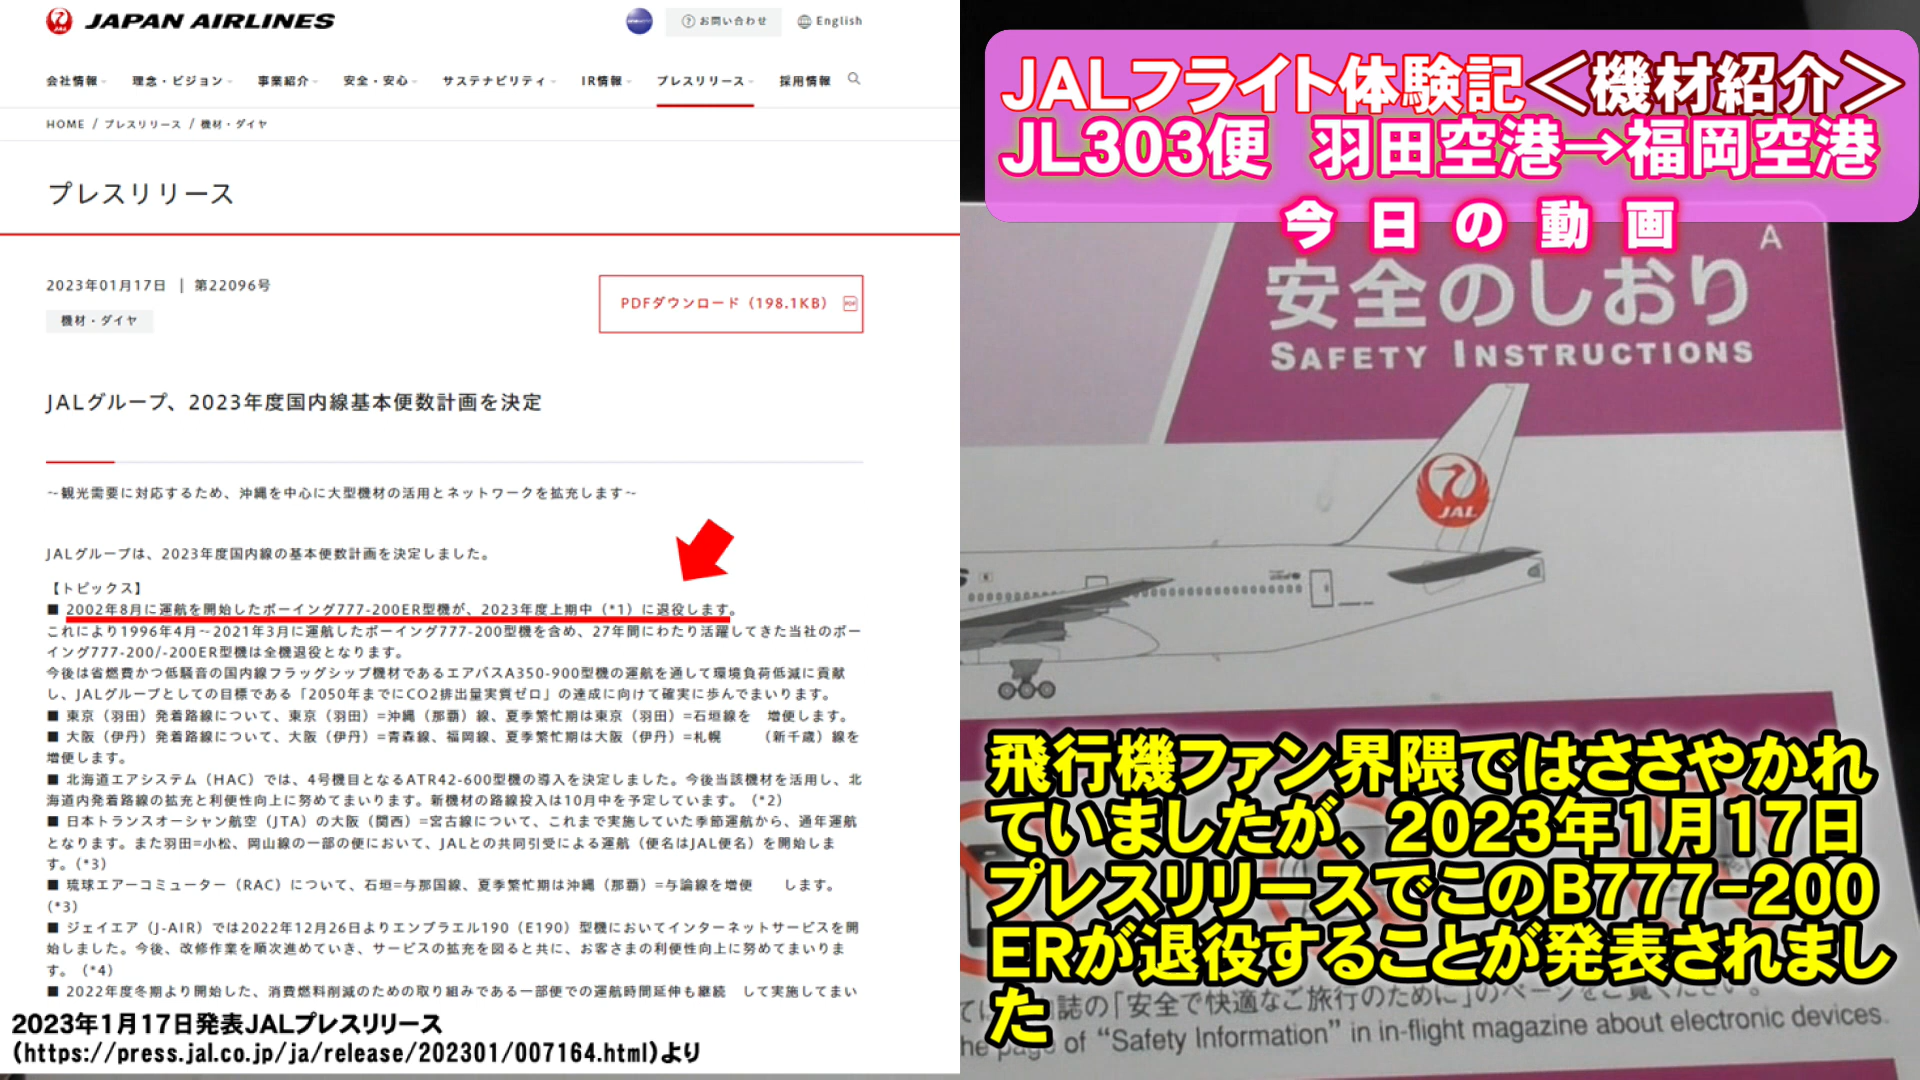 JAL
JAPAN AIRLINES
お問い合わせ
English
会社情報 理念・ビジョン 事業紹介 安全・安心 サステナビリティ IR情報 プレスリリース 採用情報
HOME / プレスリリース / 機材・ダイヤ
プレスリリース
2023年01月17日 | 第22096号
機材・ダイヤ
PDFダウンロード（198.1KB）
PDF
JALグループ、2023年度国内線基本便数計画を決定
~観光需要に対応するため、沖縄を中心に大型機材の活用とネットワークを拡充します~
JALグループは、2023年度国内線の基本便数計画を決定しました。
【トピックス】
■ 2002年8月に運航を開始したボーイング777-200ER型機が、2023年度上期中（*1）に退役します。
これにより1996年4月~2021年3月に運航したボーイング777-200型機を含め、27年間にわたり活躍してきた当社のボー
イング777-200/-200ER型機は全機退役となります。
今後は省燃費かつ低騒音の国内線フラッグシップ機材であるエアバスA350-900型機の運航を通して環境負荷低減に貢献
し、JALグループとしての目標である「2050年までにCO2排出量実質ゼロ」の達成に向けて確実に歩んでまいります。
■ 東京（羽田）発着路線について、東京（羽田）=沖縄（那覇）線、夏季繁忙期は東京（羽田）=石垣線を　増便します。
■ 大阪（伊丹）発着路線について、大阪（伊丹）=青森線、福岡線、夏季繁忙期は大阪（伊丹）=札幌　　（新千歳）線を
増便します。
■ 北海道エアシステム（HAC）では、4号機目となるATR42-600型機の導入を決定しました。今後当該機材を活用し、北
海道内発着路線の拡充と利便性向上に努めてまいります。新機材の路線投入は10月中を予定しています。（*2）
■ 日本トランスオーシャン航空（JTA）の大阪（関西）=宮古線について、これまで実施していた季節運航から、通年運航
となります。また羽田=小松、岡山線の一部の便において、JALとの共同引受による運航（便名はJAL便名）を開始しま
す。(*3)
■ 琉球エアーコミューター（RAC）について、石垣=与那国線、夏季繁忙期は沖縄（那覇）=与論線を増便　　します。
(*3)
■ ジェイエア（J-AIR）では2022年12月26日よりエンブラエル190（E190）型機においてインターネットサービスを開
始しました。今後、改修作業を順次進めていき、サービスの拡充を図ると共に、お客さまの利便性向上に努めてまいりま
す。（*4）
■ 2022年度冬期より開始した、消費燃料削減のための取り組みである一部便での運航時間延伸も継続　して実施してまい
2023年1月17日発表JALプレスリリース
（https://press.jal.co.jp/ja/release/202301/007164.html）より
JALフライト体験記＜機材紹介＞
JL303便　羽田空港→福岡空港
今日の動画
A
安全のしおり
SAFETY INSTRUCTIONS
JAL
飛行機ファン界隈ではささやかれ
ていましたが、2023年1月17日
プレスリリースでこのB777-200
ERが退役することが発表されまし
た
誌の「安全で快適なご旅行のために」のページをご覧ください。
page of “Safety Information” in in-flight magazine about electronic devices.